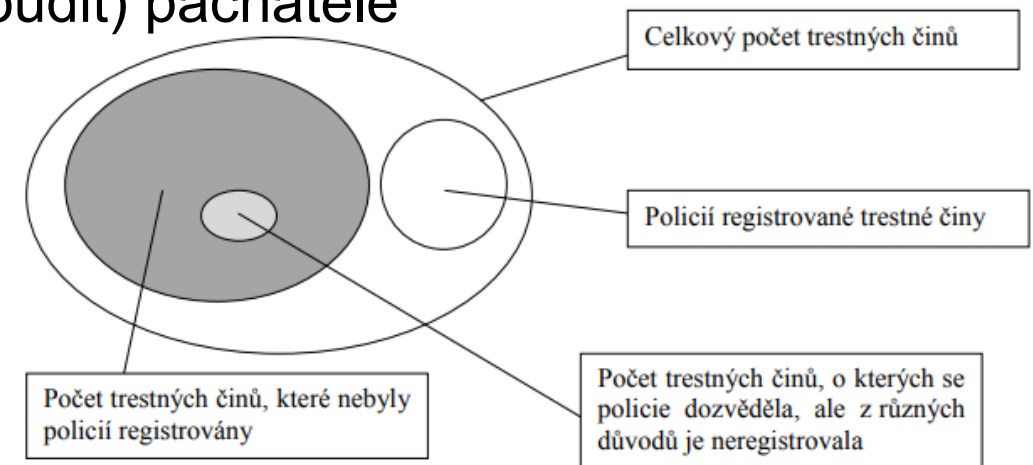 oudit) pachatele
Celkový počet trestných činů
Policií registrované trestné činy
Počet trestných činů, které nebyly
policií registrovány
Počet trestných činů, o kterých se
policie dozvěděla, ale z různých
důvodů je neregistrovala